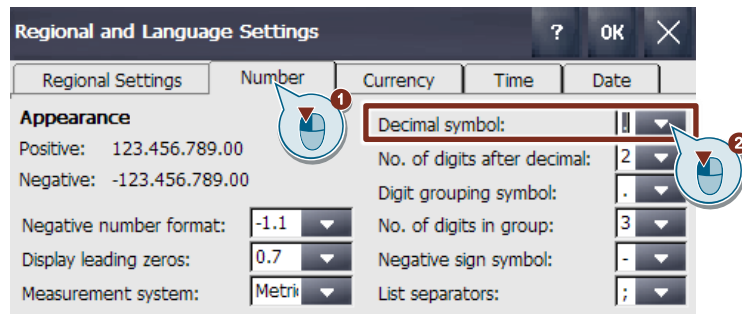 Regional and Language Settings ? OK X
Regional Settings Number Currency Time Date
1
Appearance
Positive: 123.456.789.00
Negative: -123.456.789.00
Negative number format: -1.1
Display leading zeros: 0.7
Measurement system: Metri
Decimal symbol: .
2
No. of digits after decimal: 2
Digit grouping symbol: .
No. of digits in group: 3
Negative sign symbol: -
List separators: ;